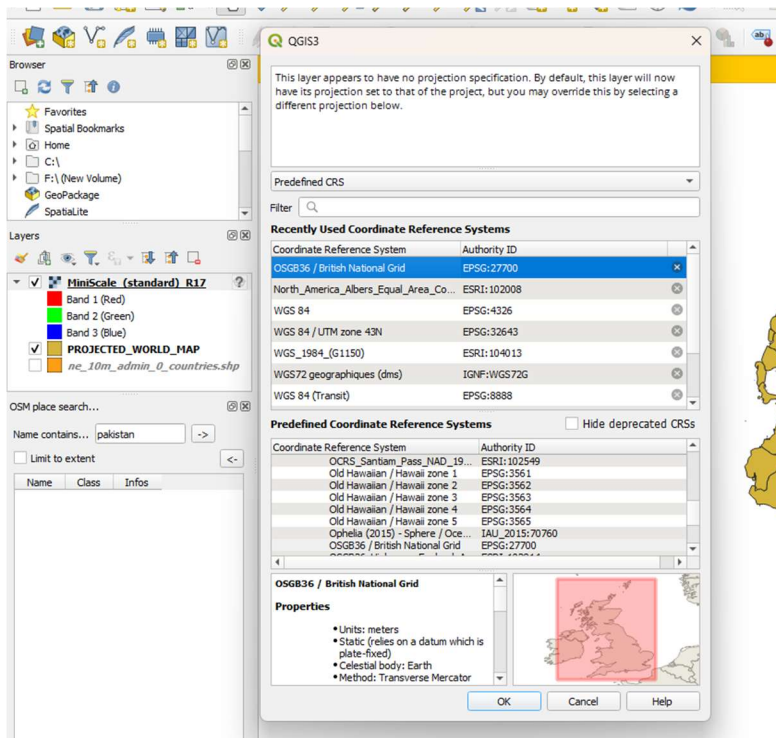 QGIS3
Browser
Favorites
Spatial Bookmarks
Home
C:\
F:\ (New Volume)
GeoPackage
SpatiaLite
Layers
MiniScale (standard) R17 ?
Band 1 (Red)
Band 2 (Green)
Band 3 (Blue)
PROJECTED_WORLD_MAP
ne_10m_admin_0_countries.shp
OSM place search...
Name contains... pakistan ->
Limit to extent <-
Name Class Infos
This layer appears to have no projection specification. By default, this layer will now
have its projection set to that of the project, but you may override this by selecting a
different projection below.
Predefined CRS
Filter
Recently Used Coordinate Reference Systems
Coordinate Reference System Authority ID
OSGB36 / British National Grid EPSG:27700
North_America_Albers_Equal_Area_Co... ESRI:102008
WGS 84 EPSG:4326
WGS 84 / UTM zone 43N EPSG:32643
WGS_1984_(G1150) ESRI:104013
WGS72 geographiques (dms) IGNF:WGS72G
WGS 84 (Transit) EPSG:8888
Predefined Coordinate Reference Systems Hide deprecated CRSs
Coordinate Reference System Authority ID
OCRS_Santiam_Pass_NAD_19... ESRI:102549
Old Hawaiian / Hawaii zone 1 EPSG:3561
Old Hawaiian / Hawaii zone 2 EPSG:3562
Old Hawaiian / Hawaii zone 3 EPSG:3563
Old Hawaiian / Hawaii zone 4 EPSG:3564
Old Hawaiian / Hawaii zone 5 EPSG:3565
Ophelia (2015) - Sphere / Oce... IAU_2015:70760
OSGB36 / British National Grid EPSG:27700
OSGB36 / British National Grid
Properties
•Units: meters
•Static (relies on a datum which is
plate-fixed)
•Celestial body: Earth
•Method: Transverse Mercator
OK Cancel Help
abc